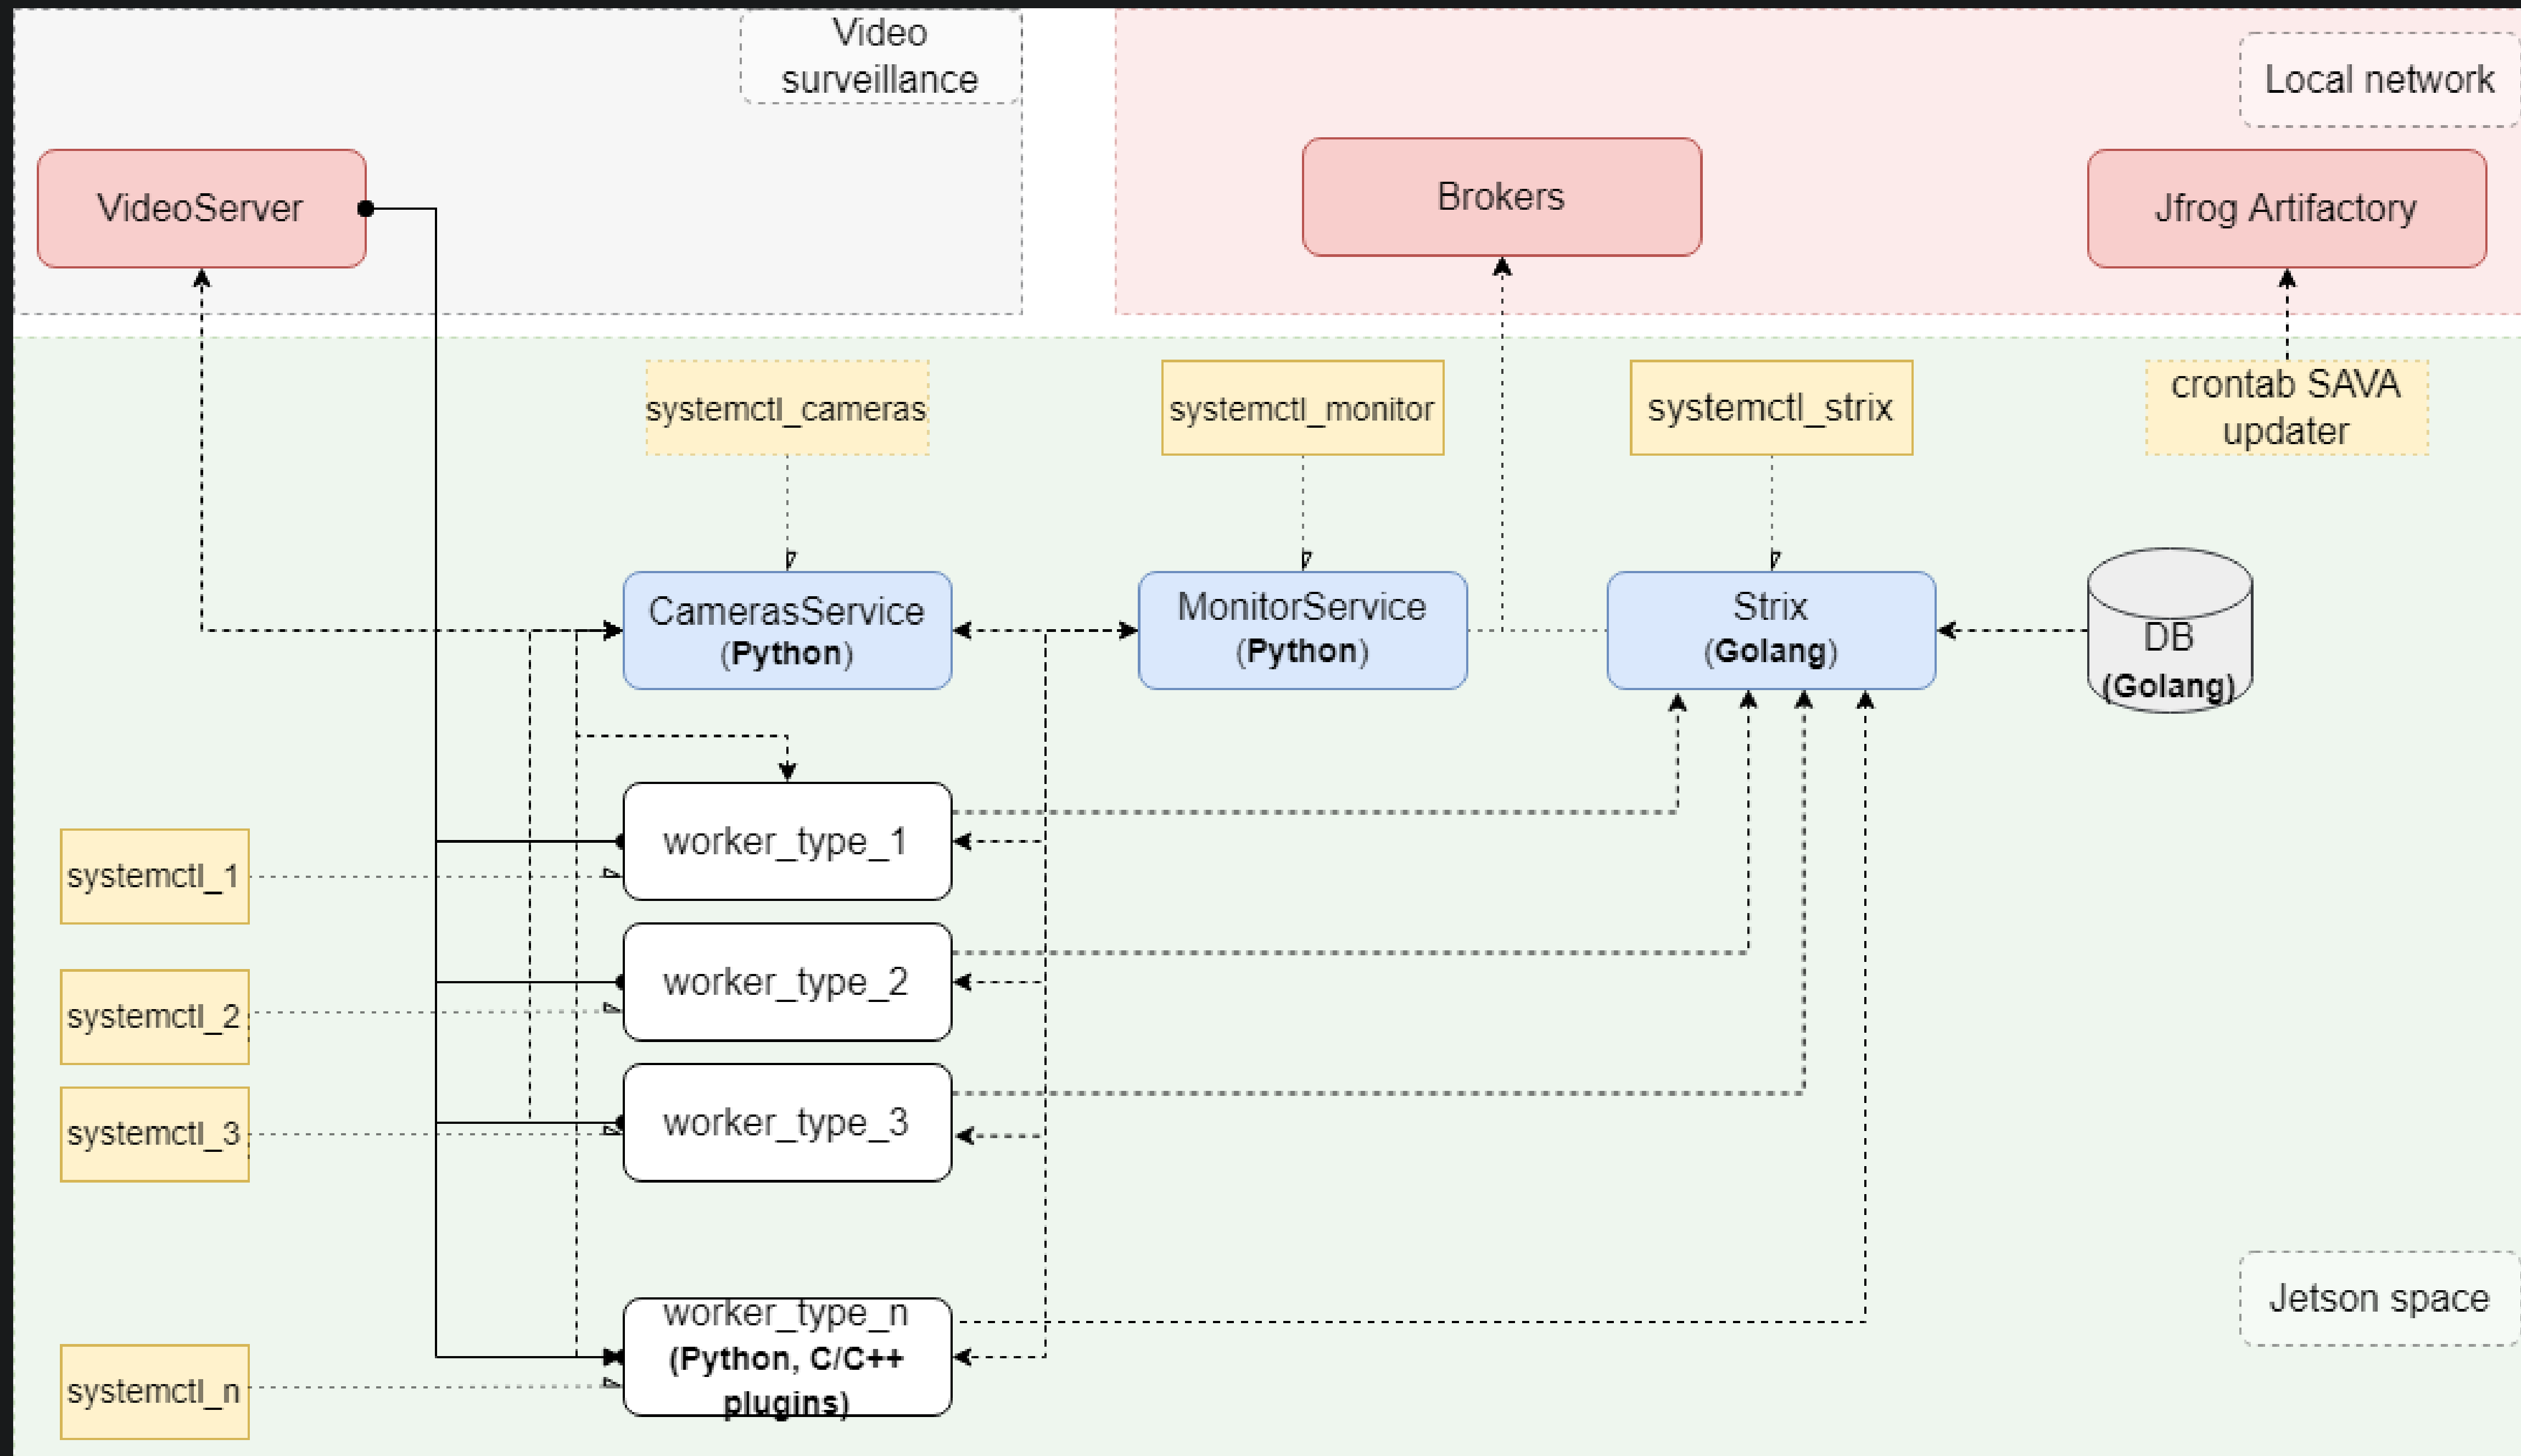 Video
surveillance
Local network
VideoServer
Brokers
Jfrog Artifactory
systemctl_cameras
systemctl_monitor
systemctl_strix
crontab SAVA
updater
CamerasService
(Python)
MonitorService
(Python)
Strix
(Golang)
DB
(Golang)
worker_type_1
systemctl_1
worker_type_2
systemctl_2
worker_type_3
systemctl_3
worker_type_n
(Python, C/C++
plugins)
systemctl_n
Jetson space